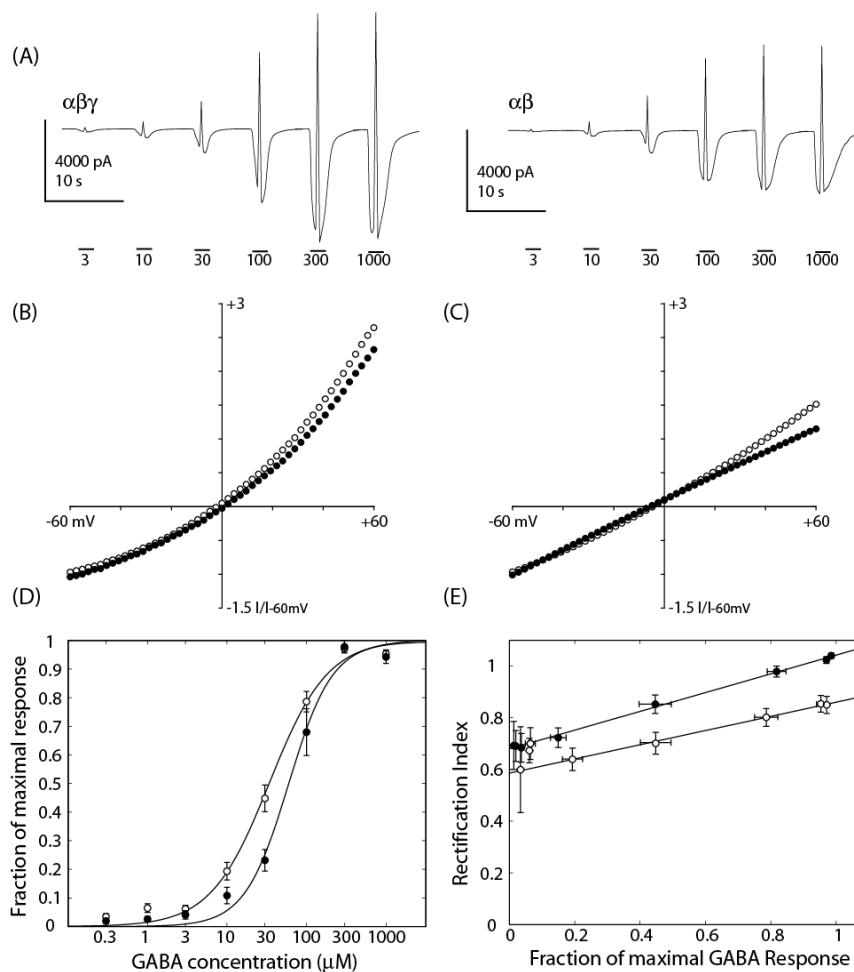 (A)
αβγ
4000 pA
10 s
3 10 30 100 300 1000
αβ
4000 pA
10 s
3 10 30 100 300 1000
(B)
+3
-60 mV
+60
-1.5 I/I-60mV
(C)
+3
-60 mV
+60
-1.5 I/I-60mV
(D)
Fraction of maximal response
1
0.9
0.8
0.7
0.6
0.5
0.4
0.3
0.2
0.1
0
0.3 1 3 10 30 100 300 1000
GABA concentration (μM)
(E)
Rectification Index
1
0.8
0.6
0.4
0.2
0
0 0.2 0.4 0.6 0.8 1
Fraction of maximal GABA Response